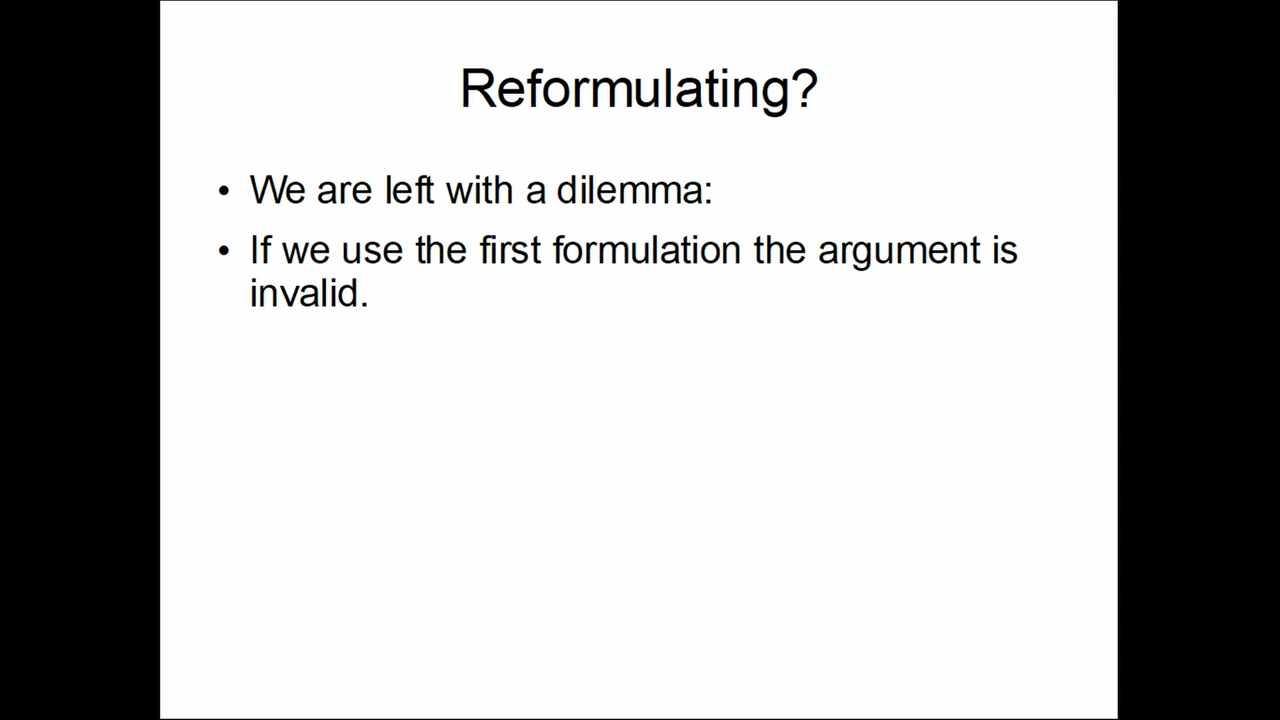 Reformulating?
• We are left with a dilemma:
• If we use the first formulation the argument is
invalid.